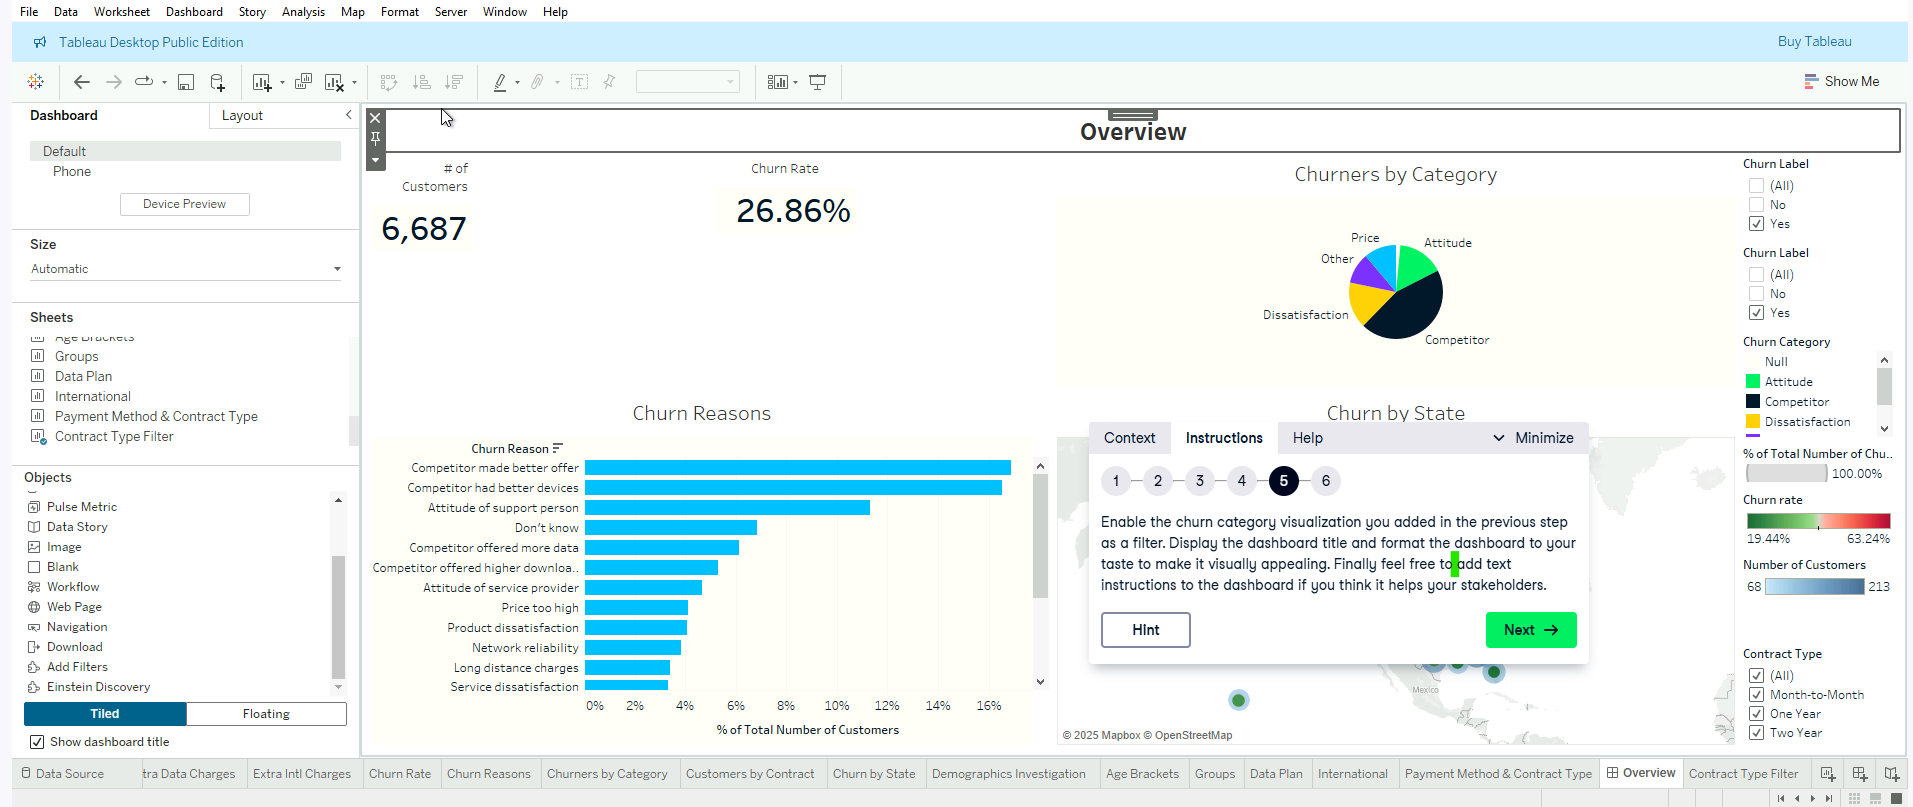 File Data Worksheet Dashboard Story Analysis Map Format Server Window Help
Tableau Desktop Public Edition
Buy Tableau
Show Me
Dashboard
Layout
Default
Phone
Device Preview
Size
Automatic
Sheets
Age Brackets
Groups
Data Plan
International
Payment Method & Contract Type
Contract Type Filter
Objects
Pulse Metric
Data Story
Image
Blank
Workflow
Web Page
Navigation
Download
Add Filters
Einstein Discovery
Tiled Floating
Show dashboard title
Overview
# of
Customers
6,687
Churn Rate
26.86%
Churners by Category
Price
Attitude
Other
Dissatisfaction
Competitor
Churn Reasons
Churn Reason
Competitor made better offer
Competitor had better devices
Attitude of support person
Don't know
Competitor offered more data
Competitor offered higher downloa..
Attitude of service provider
Price too high
Product dissatisfaction
Network reliability
Long distance charges
Service dissatisfaction
0% 2% 4% 6% 8% 10% 12% 14% 16%
% of Total Number of Customers
Churn by State
Context Instructions Help Minimize
1 2 3 4 5 6
Enable the churn category visualization you added in the previous step
as a filter. Display the dashboard title and format the dashboard to your
taste to make it visually appealing. Finally feel free to add text
instructions to the dashboard if you think it helps your stakeholders.
Hint
Next
Mexico
© 2025 Mapbox © OpenStreetMap
Churn Label
(All)
No
Yes
Churn Label
(All)
No
Yes
Churn Category
Null
Attitude
Competitor
Dissatisfaction
% of Total Number of Chu..
100.00%
Churn rate
19.44% 63.24%
Number of Customers
68 213
Contract Type
(All)
Month-to-Month
One Year
Two Year
Data Source tra Data Charges Extra Intl Charges Churn Rate Churn Reasons Churners by Category Customers by Contract Churn by State Demographics Investigation Age Brackets Groups Data Plan International Payment Method & Contract Type Overview Contract Type Filter